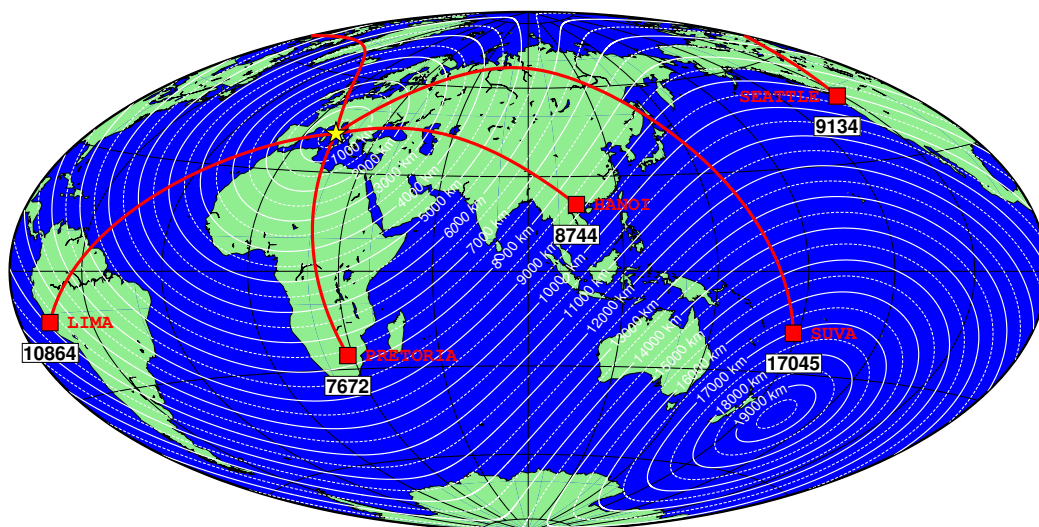 SEATTLE
9134
1000 km
2000 km
3000 km
4000 km
5000 km
6000 km
7000 km
8000 km
9000 km
10000 km
11000 km
12000 km
13000 km
14000 km
15000 km
16000 km
17000 km
18000 km
19000 km
HANOI
8744
LIMA
10864
PRETORIA
7672
SUVA
17045